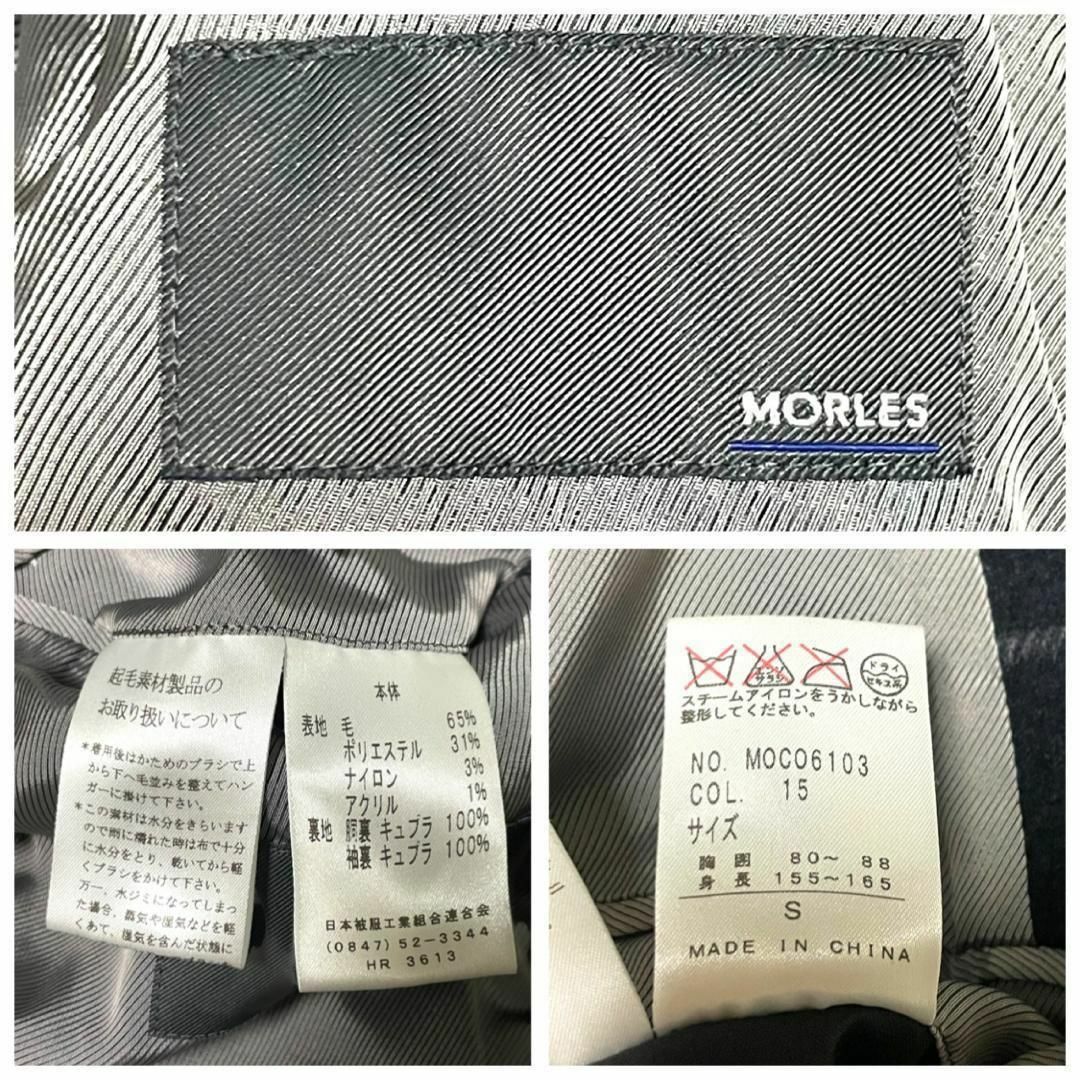 MORLES
起毛素材製品の
お取り扱いについて
*着用後はかためのブラシで上
から下へ毛並みを整えてハン
ガーに掛けて下さい。
*この素材は水分をきらいます
ので雨に濡れた時は布で十分
に水分をとり、乾いてから軽
くブラシをかけて下さい。
万一、水ジミになってしまっ
た場合、蒸気や湿気などを軽
くあて、湿気を含んだ状態に
本体
表地 毛 65%
ポリエステル 31%
ナイロン 3%
アクリル 1%
裏地 胴裏 キュプラ 100%
袖裏 キュプラ 100%
日本被服工業組合連合会
(0847) 52-3344
HR 3613
エンソ
サラシ
ドライ
セキユ系
スチームアイロンをうかしながら
整形してください。
NO. MOCO6103
COL. 15
サイズ
胸 囲 80~ 88
身 長 155~165
S
MADE IN CHINA